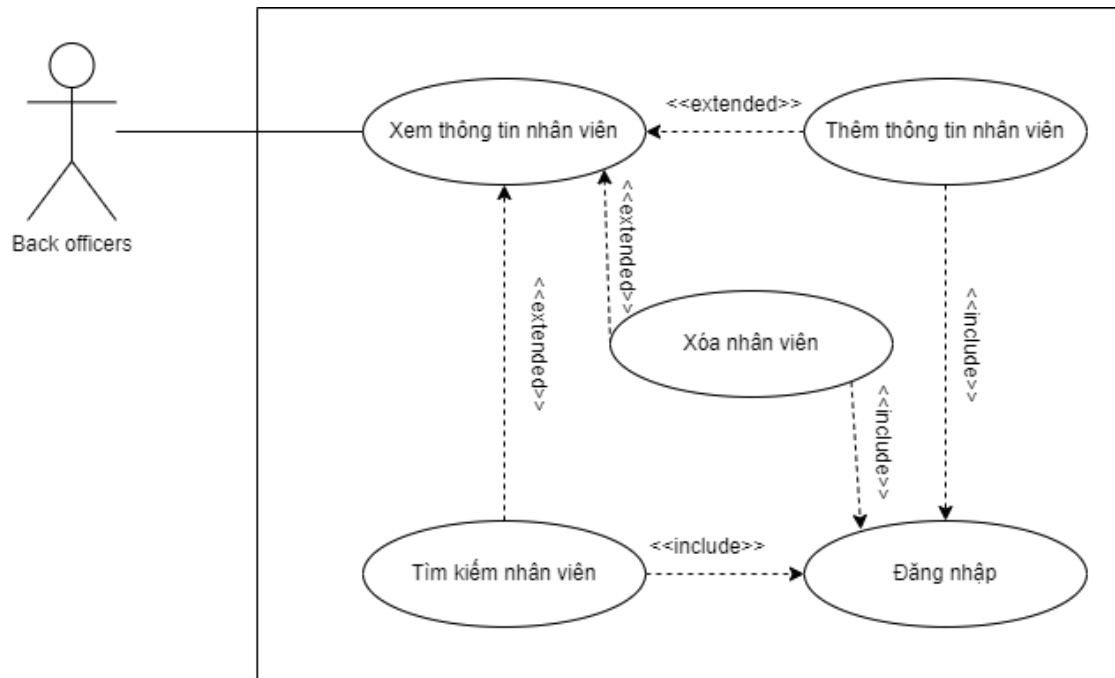 Back officers
Xem thông tin nhân viên
<<extended>>
Thêm thông tin nhân viên
<<extended>>
<<extended>>
Xóa nhân viên
<<include>>
<<include>>
Tìm kiếm nhân viên
<<include>>
Đăng nhập